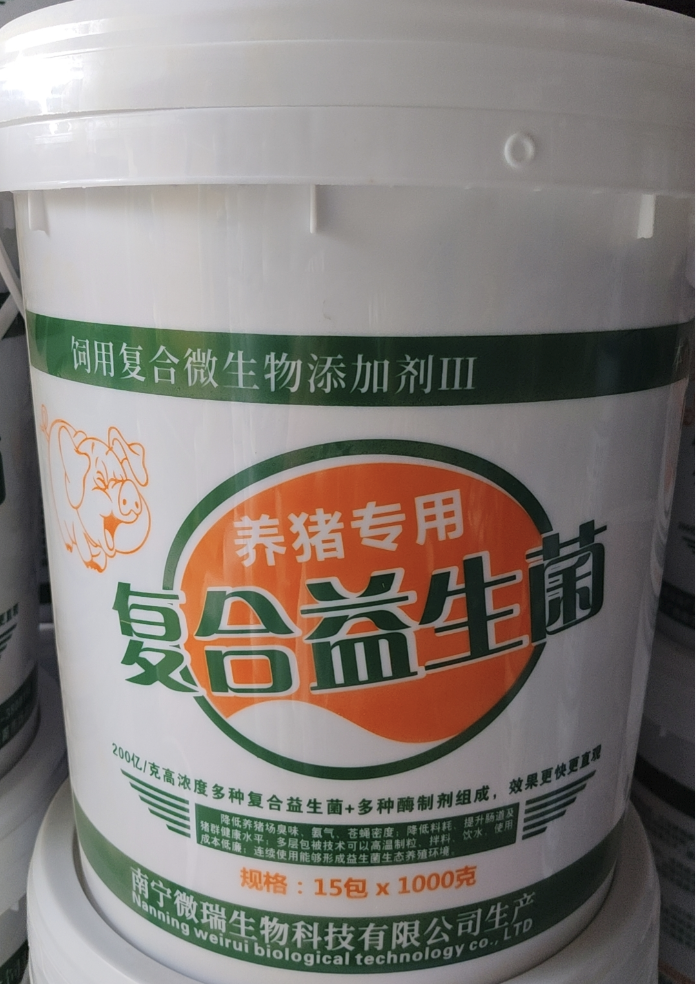 饲用复合微生物添加剂III
养猪专用
复合益生菌
200亿/克高浓度多种复合益生菌+多种酶制剂组成，效果更快更直观
降低养猪场臭味、氨气、苍蝇密度；降低料耗、提升肠道及
猪群健康水平；多层包被技术可以高温制粒、拌料、饮水、使用
成本低廉；连续使用能够形成益生菌生态养殖环境。
规格：15包 x 1000克
南宁微瑞生物科技有限公司生产
Nanning weirui biological technology co., LTD